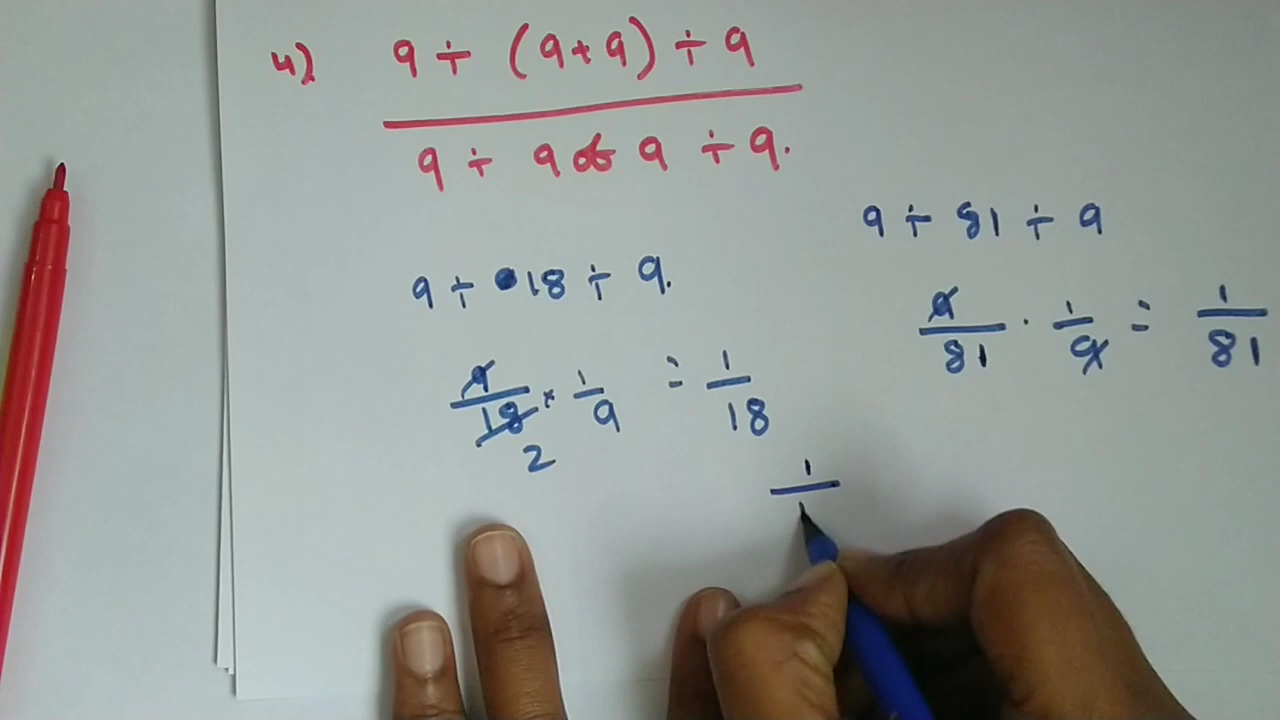 4) 9 ÷ (9+9) ÷ 9
9 ÷ 9 of 9 ÷ 9.
9 ÷ 81 ÷ 9
9 ÷ 18 ÷ 9.
9/81 · 1/9 = 1/81
9/18 × 1/9 = 1/18
2
1